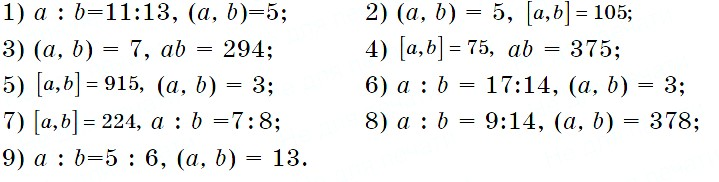 1) a : b=11:13, (a, b)=5; 2) (a, b) = 5, [a,b] = 105;
3) (a, b) = 7, ab = 294; 4) [a,b] = 75, ab = 375;
5) [a,b] = 915, (a, b) = 3; 6) a : b = 17:14, (a, b) = 3;
7) [a,b] = 224, a : b =7:8; 8) a : b = 9:14, (a, b) = 378;
9) a : b=5 : 6, (a, b) = 13.